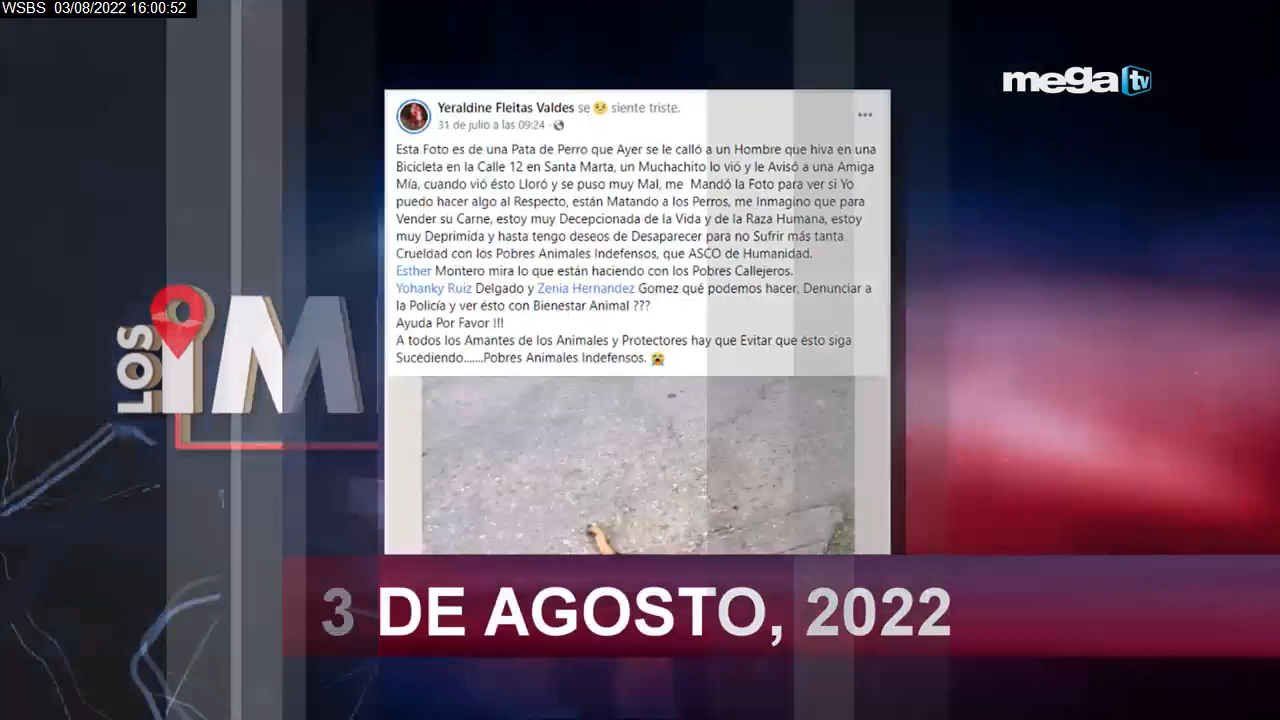 WSBS 03/08/2022 16:00:52
mega tv
Yeraldine Fleitas Valdes se siente triste.
31 de julio a las 09:24
Esta Foto es de una Pata de Perro que Ayer se le calló a un Hombre que hiva en una
Bicicleta en la Calle 12 en Santa Marta, un Muchachito lo vió y le Avisó a una Amiga
Mía, cuando vió ésto Lloró y se puso muy Mal, me Mandó la Foto para ver si Yo
puedo hacer algo al Respecto, están Matando a los Perros, me Inmagino que para
Vender su Carne, estoy muy Decepcionada de la Vida y de la Raza Humana, estoy
muy Deprimida y hasta tengo deseos de Desaparecer para no Sufrir más tanta
Crueldad con los Pobres Animales Indefensos, que ASCO de Humanidad.
Esther Montero mira lo que están haciendo con los Pobres Callejeros.
Yohanky Ruiz Delgado y Zenia Hernandez Gomez qué podemos hacer, Denunciar a
la Policía y ver ésto con Bienestar Animal ???
Ayuda Por Favor !!!
A todos los Amantes de los Animales y Protectores hay que Evitar que ésto siga
Sucediendo.......Pobres Animales Indefensos.
LOS
IM
3 DE AGOSTO, 2022